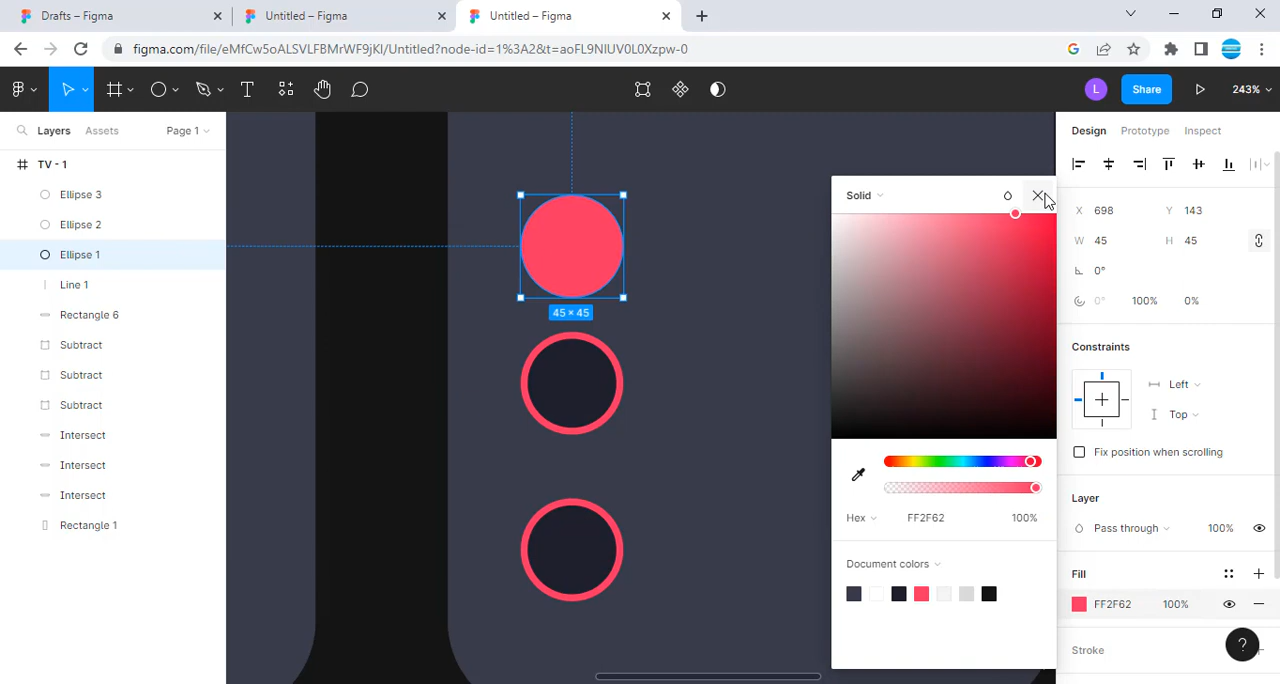 Drafts – Figma
Untitled – Figma
Untitled – Figma
figma.com/file/eMfCw5oALSVLFBMrWF9jKI/Untitled?node-id=1%3A2&t=aoFL9NIUV0L0Xzpw-0
L
Share
243%
Layers
Assets
Page 1
Design
Prototype
Inspect
TV - 1
Ellipse 3
Ellipse 2
Ellipse 1
Line 1
Rectangle 6
Subtract
Subtract
Subtract
Intersect
Intersect
Intersect
Rectangle 1
45 × 45
Solid
Hex
FF2F62
100%
Document colors
X 698 Y 143
W 45 H 45
0°
0° 100% 0%
Constraints
Left
Top
Fix position when scrolling
Layer
Pass through 100%
Fill
FF2F62 100%
Stroke
?